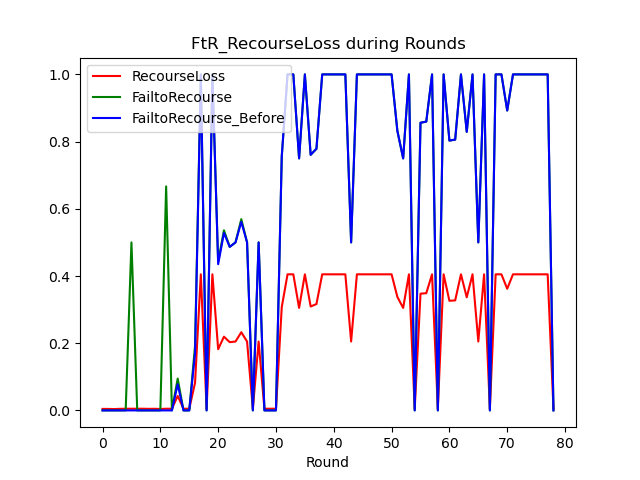 FtR_RecourseLoss during Rounds
RecourseLoss
FailtoRecourse
FailtoRecourse_Before
1.0
0.8
0.6
0.4
0.2
0.0
0 10 20 30 40 50 60 70 80
Round